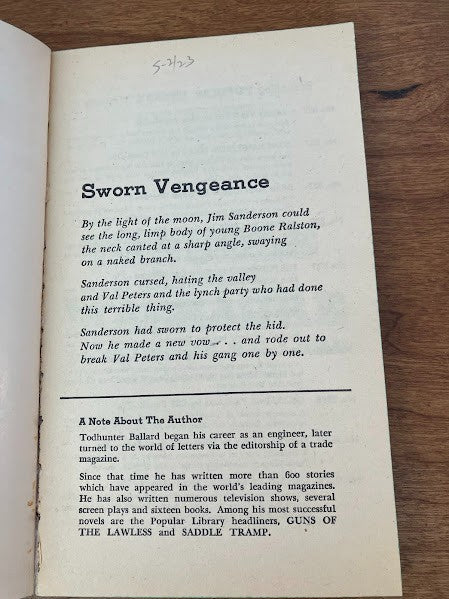 5-2/23
Sworn Vengeance
By the light of the moon, Jim Sanderson could
see the long, limp body of young Boone Ralston,
the neck canted at a sharp angle, swaying
on a naked branch.
Sanderson cursed, hating the valley
and Val Peters and the lynch party who had done
this terrible thing.
Sanderson had sworn to protect the kid.
Now he made a new vow . . . and rode out to
break Val Peters and his gang one by one.
A Note About The Author
Todhunter Ballard began his career as an engineer, later
turned to the world of letters via the editorship of a trade
magazine.
Since that time he has written more than 600 stories
which have appeared in the world's leading magazines.
He has also written numerous television shows, several
screen plays and sixteen books. Among his most successful
novels are the Popular Library headliners, GUNS OF
THE LAWLESS and SADDLE TRAMP.